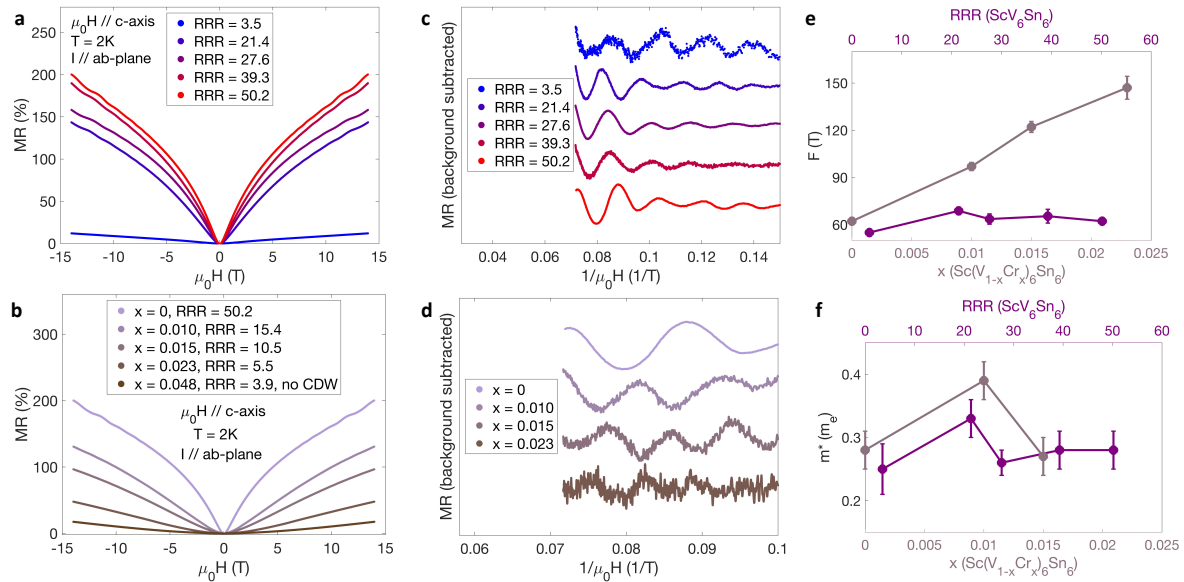 a
μ₀H // c-axis
T = 2K
I // ab-plane
RRR = 3.5
RRR = 21.4
RRR = 27.6
RRR = 39.3
RRR = 50.2
MR (%)
250
200
150
100
50
0
-15 -10 -5 0 5 10 15
μ₀H (T)
b
x = 0, RRR = 50.2
x = 0.010, RRR = 15.4
x = 0.015, RRR = 10.5
x = 0.023, RRR = 5.5
x = 0.048, RRR = 3.9, no CDW
μ₀H // c-axis
T = 2K
I // ab-plane
MR (%)
300
200
100
0
-15 -10 -5 0 5 10 15
μ₀H (T)
c
MR (background subtracted)
RRR = 3.5
RRR = 21.4
RRR = 27.6
RRR = 39.3
RRR = 50.2
0.04 0.06 0.08 0.1 0.12 0.14
1/μ₀H (1/T)
d
MR (background subtracted)
x = 0
x = 0.010
x = 0.015
x = 0.023
0.06 0.07 0.08 0.09 0.1
1/μ₀H (1/T)
e
RRR (ScV₆Sn₆)
0 10 20 30 40 50 60
F (T)
150
120
90
60
0 0.005 0.01 0.015 0.02 0.025
x (Sc(V₁₋ₓCrₓ)₆Sn₆)
f
RRR (ScV₆Sn₆)
0 10 20 30 40 50 60
m* (mₑ)
0.4
0.3
0.2
0 0.005 0.01 0.015 0.02 0.025
x (Sc(V₁₋ₓCrₓ)₆Sn₆)